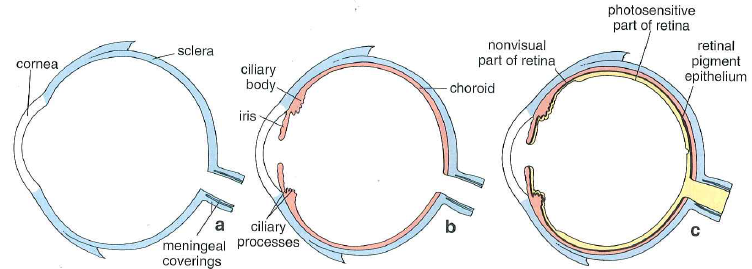 cornea
sclera
meningeal
coverings
a
ciliary
body
iris
choroid
ciliary
processes
b
photosensitive
part of retina
nonvisual
part of retina
retinal
pigment
epithelium
c